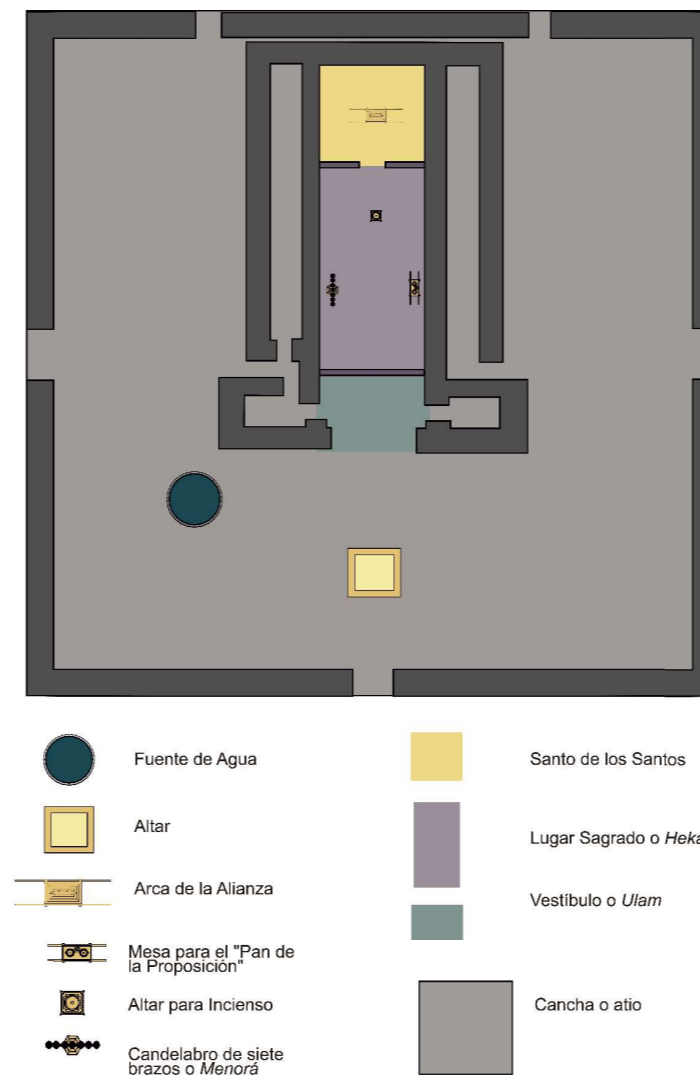 Fuente de Agua
Altar
Arca de la Alianza
Mesa para el "Pan de
la Proposición"
Altar para Incienso
Candelabro de siete
brazos o Menorá
Santo de los Santos
Lugar Sagrado o Heka
Vestíbulo o Ulam
Cancha o atio